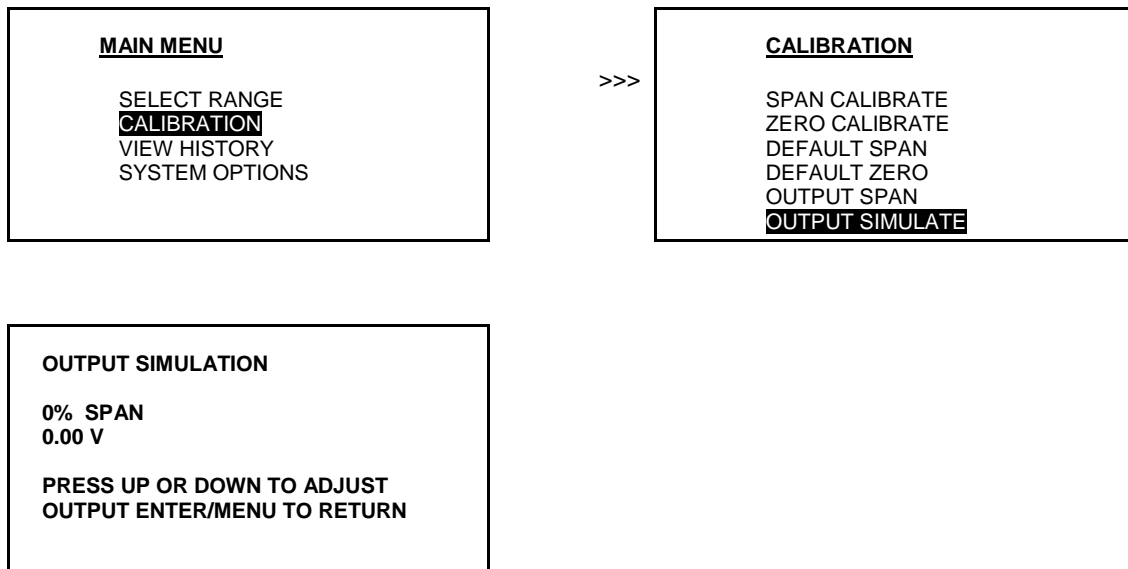 MAIN MENU
SELECT RANGE
CALIBRATION
VIEW HISTORY
SYSTEM OPTIONS
>>>
CALIBRATION
SPAN CALIBRATE
ZERO CALIBRATE
DEFAULT SPAN
DEFAULT ZERO
OUTPUT SPAN
OUTPUT SIMULATE
OUTPUT SIMULATION
0% SPAN
0.00 V
PRESS UP OR DOWN TO ADJUST
OUTPUT ENTER/MENU TO RETURN